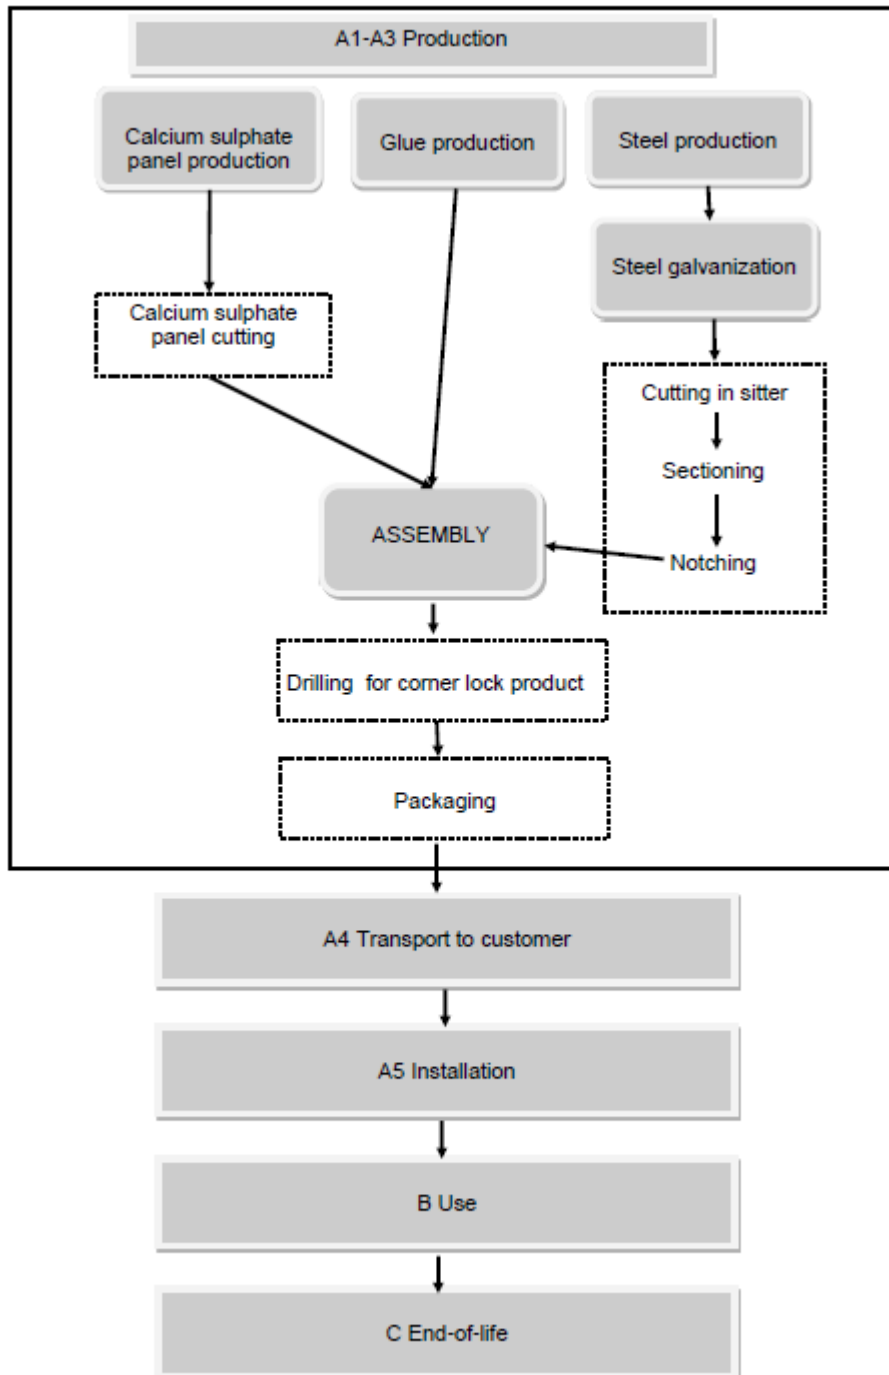 A1-A3 Production
Calcium sulphate
panel production
Glue production
Steel production
Steel galvanization
Calcium sulphate
panel cutting
Cutting in sitter
Sectioning
Notching
ASSEMBLY
Drilling for corner lock product
Packaging
A4 Transport to customer
A5 Installation
B Use
C End-of-life